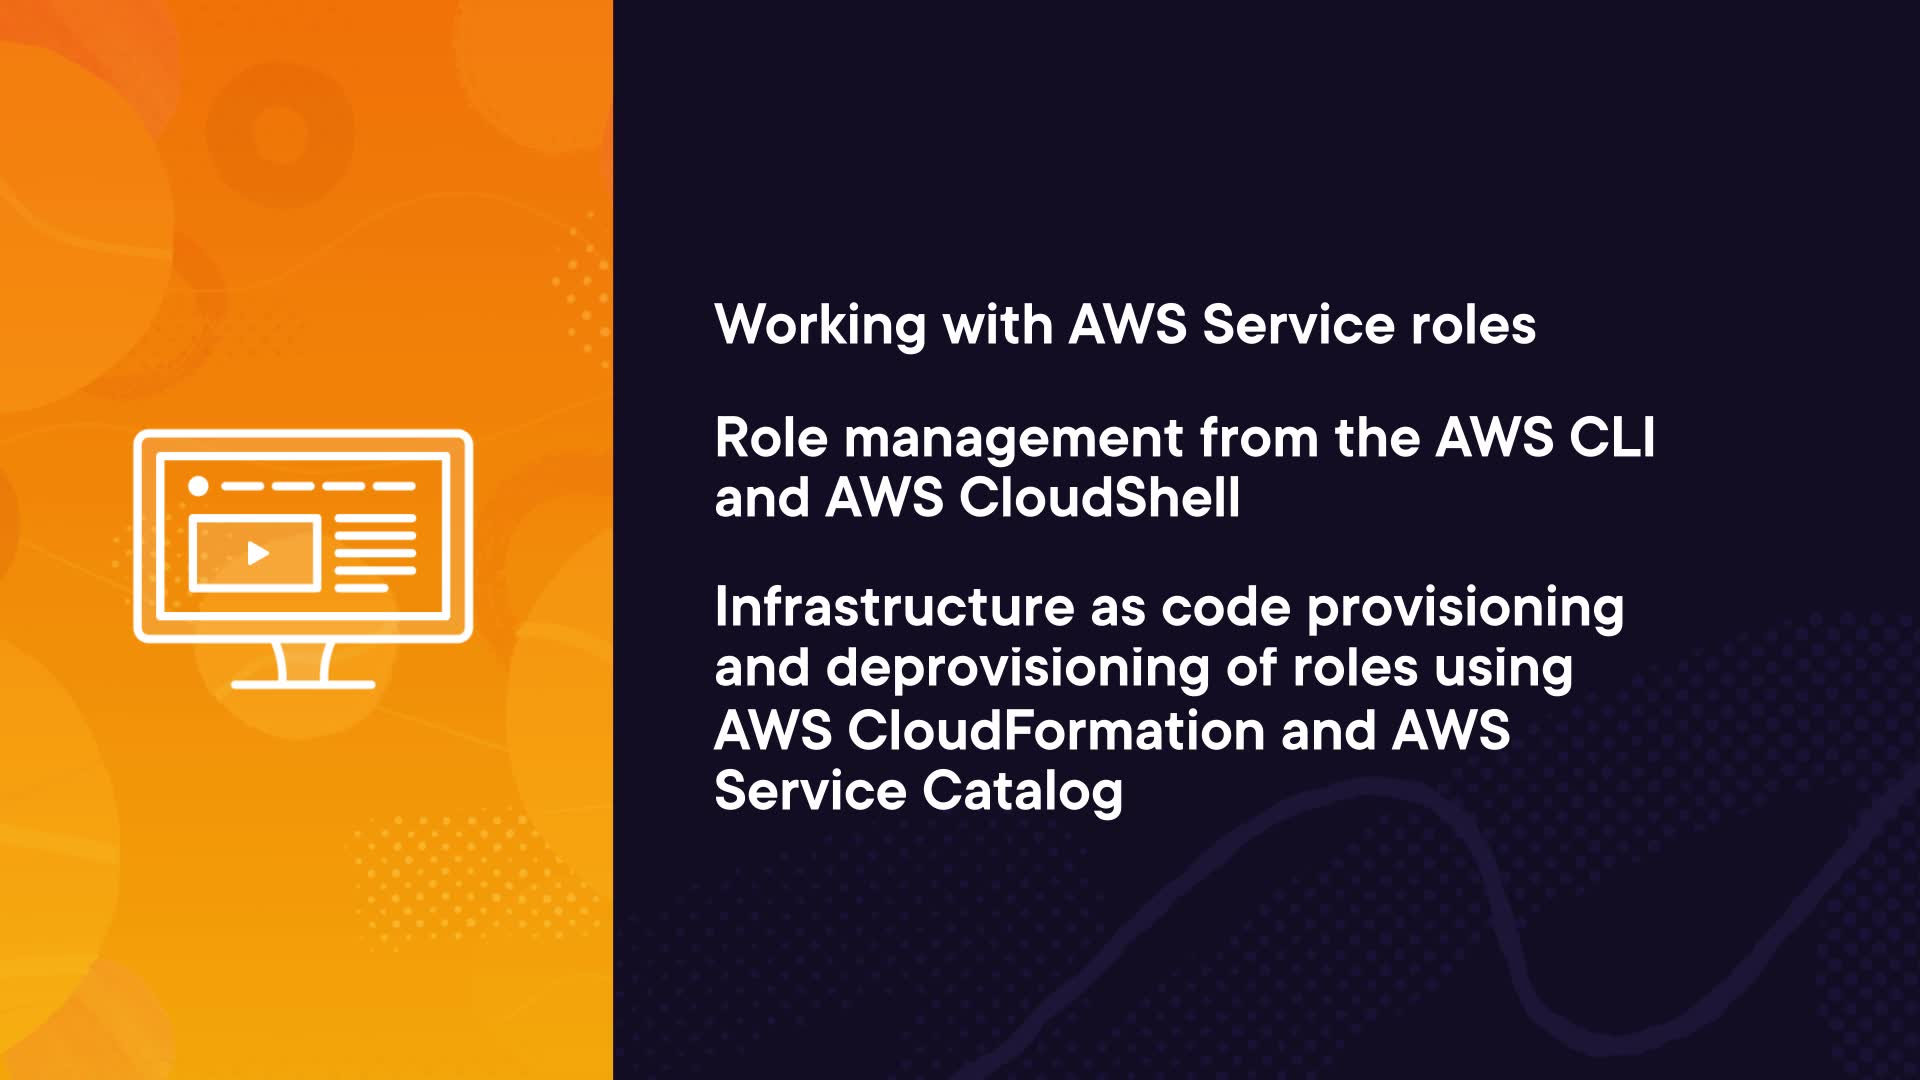 Working with AWS Service roles
Role management from the AWS CLI
and AWS CloudShell
Infrastructure as code provisioning
and deprovisioning of roles using
AWS CloudFormation and AWS
Service Catalog